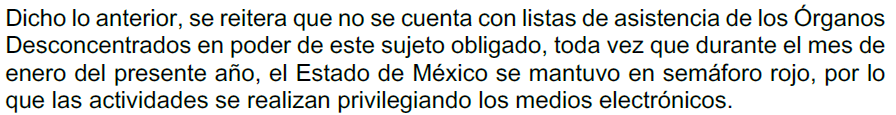 Dicho lo anterior, se reitera que no se cuenta con listas de asistencia de los Órganos
Desconcentrados en poder de este sujeto obligado, toda vez que durante el mes de
enero del presente año, el Estado de México se mantuvo en semáforo rojo, por lo
que las actividades se realizan privilegiando los medios electrónicos.